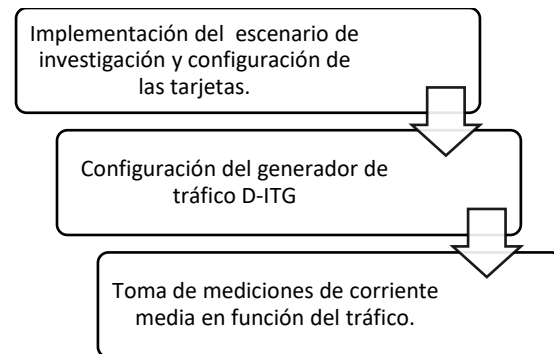 Implementación del  escenario de
investigación y configuración de
las tarjetas.
Configuración del generador de
tráfico D-ITG
Toma de mediciones de corriente
media en función del tráfico.